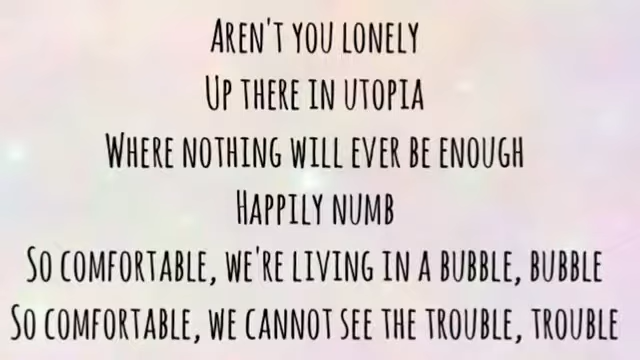 Aren't you lonely
Up there in utopia
Where nothing will ever be enough
Happily numb
So comfortable, we're living in a bubble, bubble
So comfortable, we cannot see the trouble, trouble